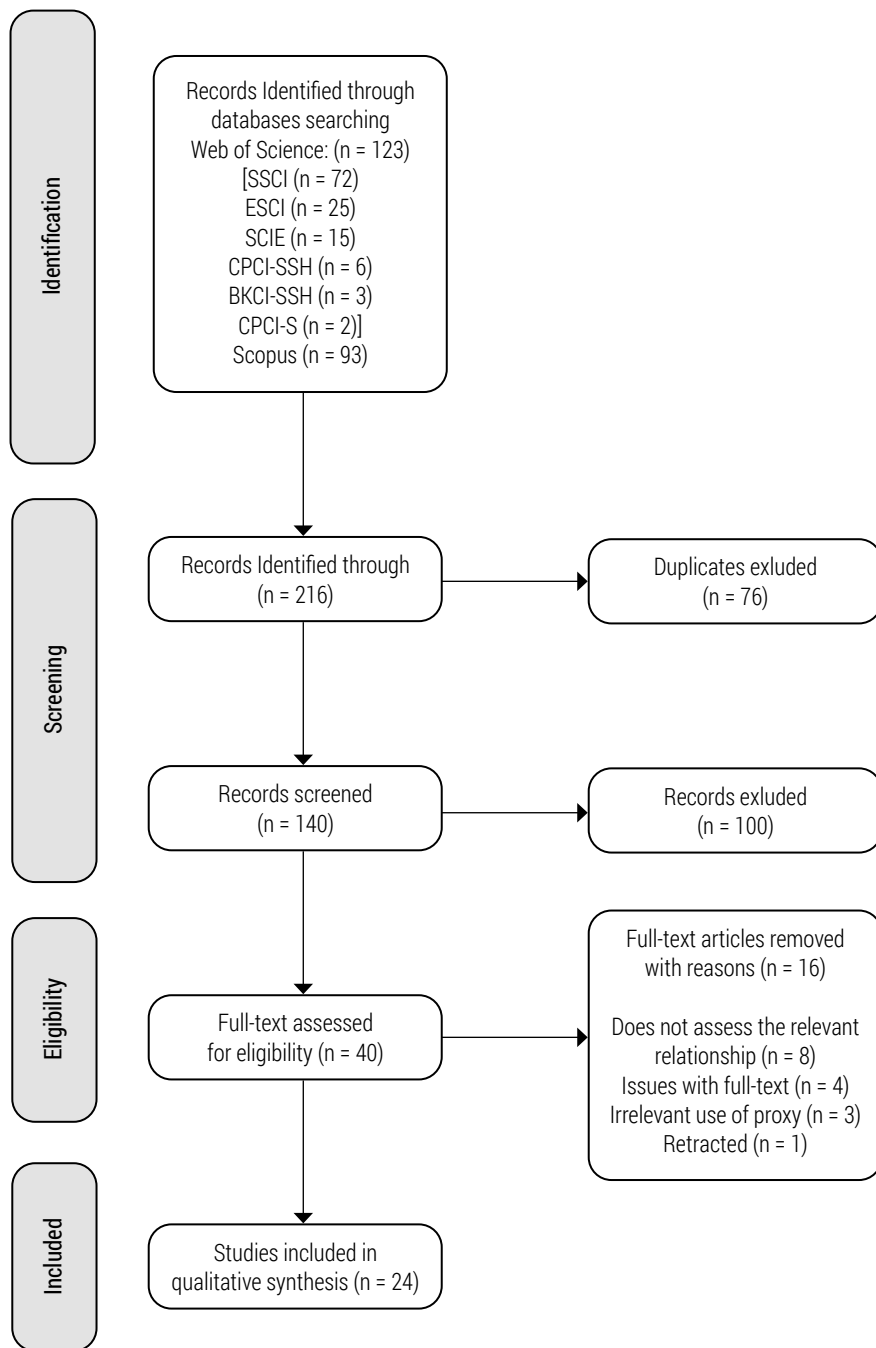 Identification
Records Identified through
databases searching
Web of Science: (n = 123)
[SSCI (n = 72)
ESCI (n = 25)
SCIE (n = 15)
CPCI-SSH (n = 6)
BKCI-SSH (n = 3)
CPCI-S (n = 2)]
Scopus (n = 93)
Screening
Records Identified through
(n = 216)
Duplicates exluded
(n = 76)
Records screened
(n = 140)
Records exluded
(n = 100)
Eligibility
Full-text assessed
for eligibility (n = 40)
Full-text articles removed
with reasons (n = 16)
Does not assess the relevant
relationship (n = 8)
Issues with full-text (n = 4)
Irrelevant use of proxy (n = 3)
Retracted (n = 1)
Included
Studies included in
qualitative synthesis (n = 24)